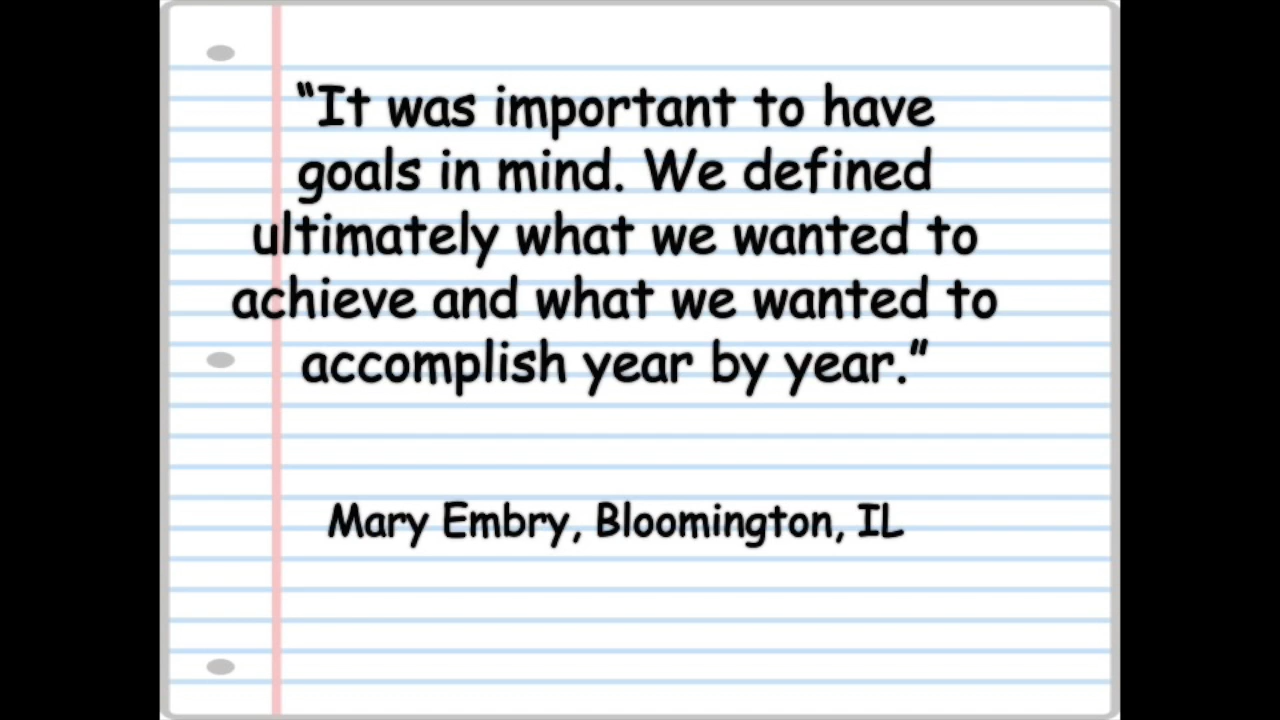 “It was important to have
goals in mind. We defined
ultimately what we wanted to
achieve and what we wanted to
accomplish year by year.”
Mary Embry, Bloomington, IL